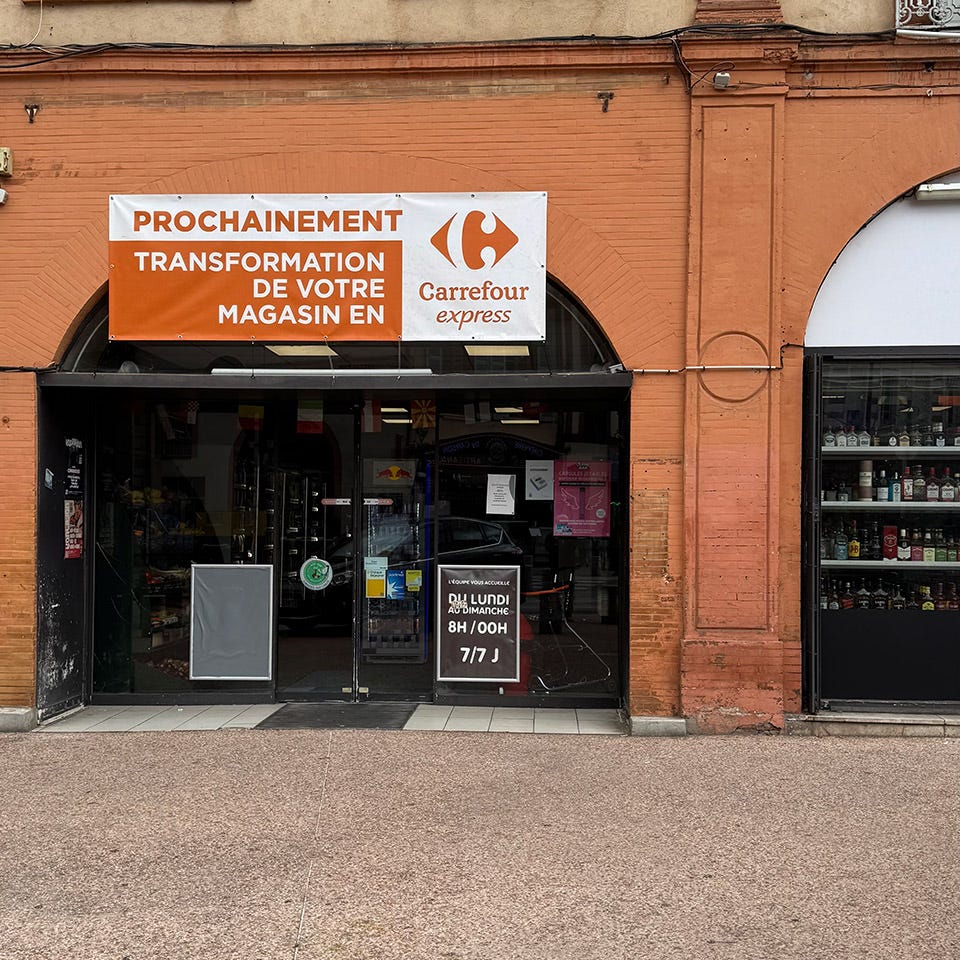 PROCHAINEMENT
TRANSFORMATION
DE VOTRE
MAGASIN EN
Carrefour
express
L'ÉQUIPE VOUS ACCUEILLE
DU LUNDI
AU DIMANCHE
8H / 00H
7/7 J